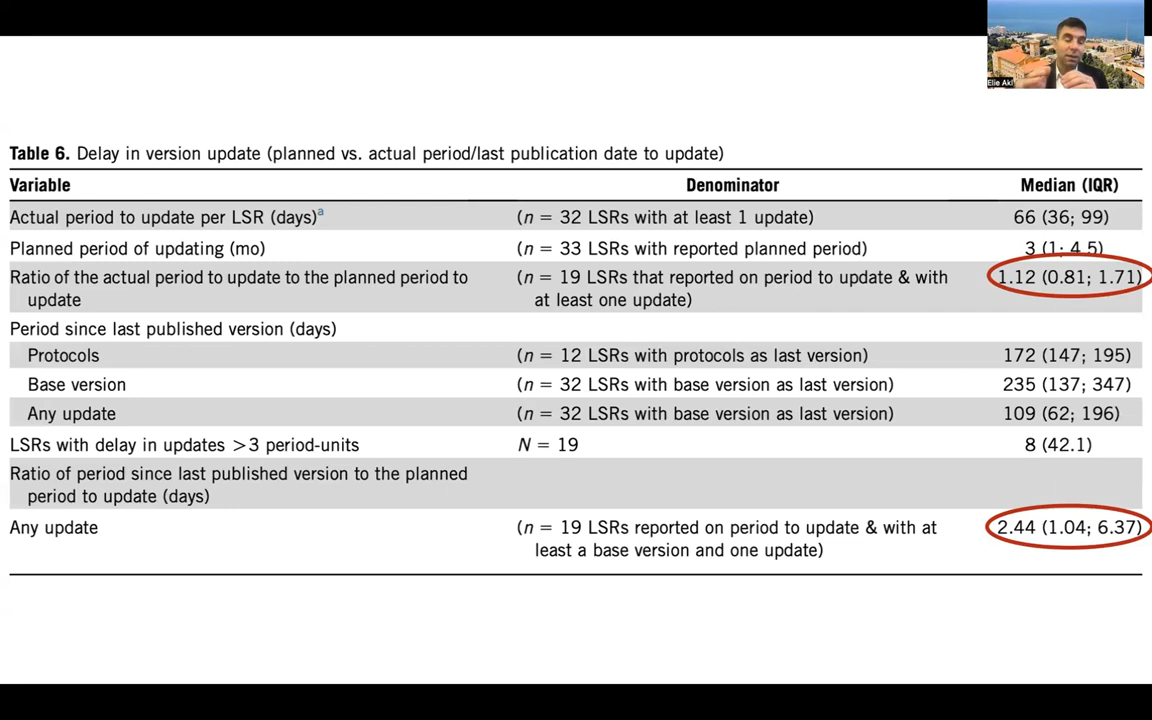 Elie Akl
Table 6. Delay in version update (planned vs. actual period/last publication date to update)
Variable Denominator Median (IQR)
Actual period to update per LSR (days)a (n = 32 LSRs with at least 1 update) 66 (36; 99)
Planned period of updating (mo) (n = 33 LSRs with reported planned period) 3 (1; 4.5)
Ratio of the actual period to update to the planned period to (n = 19 LSRs that reported on period to update & with 1.12 (0.81; 1.71)
update at least one update)
Period since last published version (days)
Protocols (n = 12 LSRs with protocols as last version) 172 (147; 195)
Base version (n = 32 LSRs with base version as last version) 235 (137; 347)
Any update (n = 32 LSRs with base version as last version) 109 (62; 196)
LSRs with delay in updates >3 period-units N = 19 8 (42.1)
Ratio of period since last published version to the planned
period to update (days)
Any update (n = 19 LSRs reported on period to update & with at 2.44 (1.04; 6.37)
least a base version and one update)